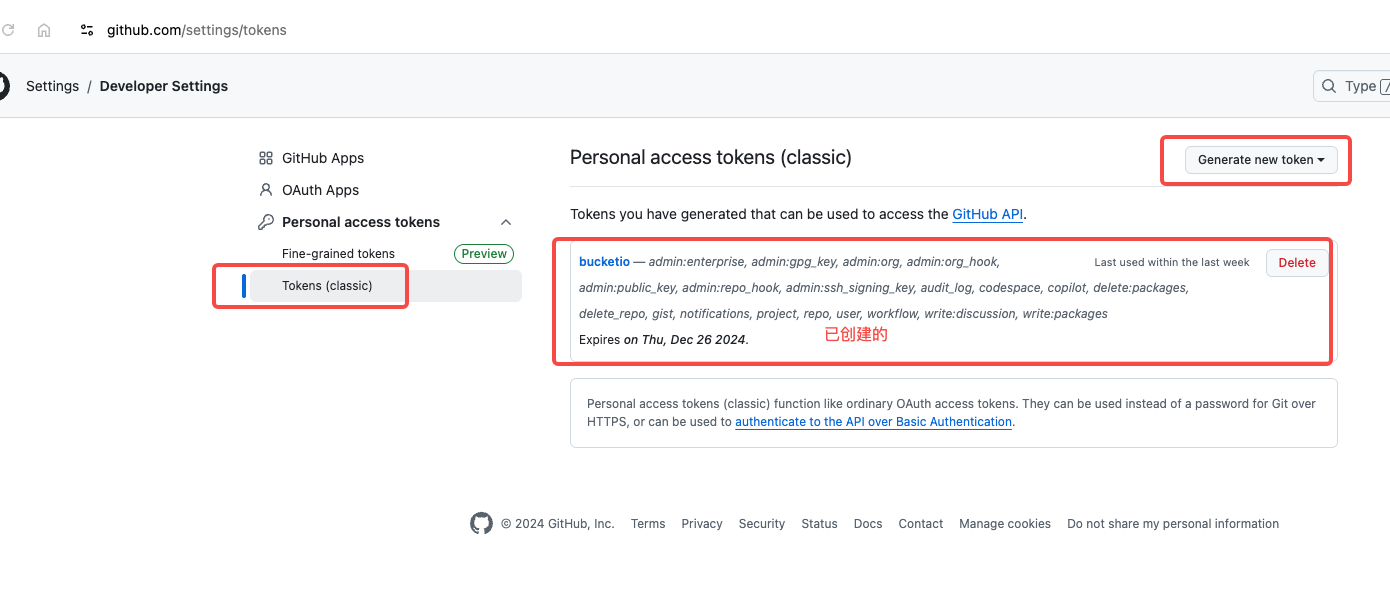 github.com/settings/tokens
Settings / Developer Settings
Type /
GitHub Apps
OAuth Apps
Personal access tokens
Fine-grained tokens
Preview
Tokens (classic)
Personal access tokens (classic)
Generate new token
Tokens you have generated that can be used to access the GitHub API.
bucketio — admin:enterprise, admin:gpg_key, admin:org, admin:org_hook,
Last used within the last week
Delete
admin:public_key, admin:repo_hook, admin:ssh_signing_key, audit_log, codespace, copilot, delete:packages,
delete_repo, gist, notifications, project, repo, user, workflow, write:discussion, write:packages
已创建的
Expires on Thu, Dec 26 2024.
Personal access tokens (classic) function like ordinary OAuth access tokens. They can be used instead of a password for Git over
HTTPS, or can be used to authenticate to the API over Basic Authentication.
© 2024 GitHub, Inc. Terms Privacy Security Status Docs Contact Manage cookies Do not share my personal information